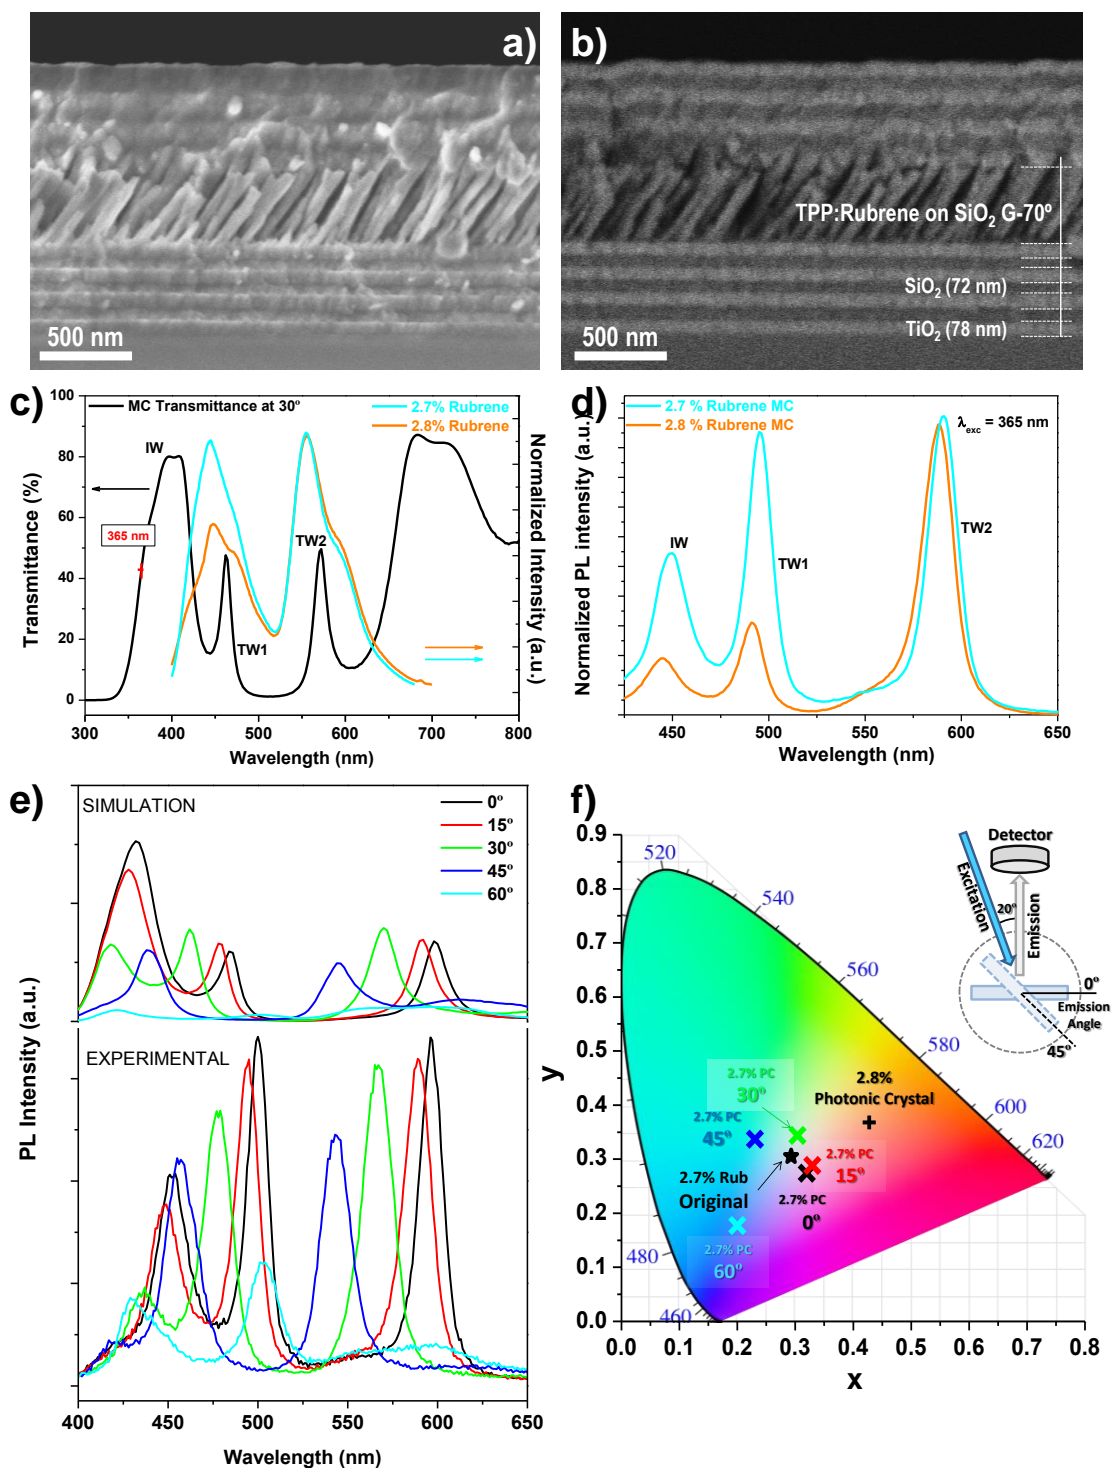 a)
500 nm
b)
TPP:Rubrene on SiO2 G-70º
SiO2 (72 nm)
TiO2 (78 nm)
500 nm
c)
MC Transmittance at 30º
2.7% Rubrene
2.8% Rubrene
IW
365 nm
TW1
TW2
100
80
60
40
20
0
Transmittance (%)
Normalized Intensity (a.u.)
300 400 500 600 700 800
Wavelength (nm)
d)
2.7 % Rubrene MC
2.8 % Rubrene MC
λexc = 365 nm
IW
TW1
TW2
Normalized PL intensity (a.u.)
450 500 550 600 650
Wavelength (nm)
e)
SIMULATION
0º
15º
30º
45º
60º
EXPERIMENTAL
PL Intensity (a.u.)
400 450 500 550 600 650
Wavelength (nm)
f)
0.9
0.8
0.7
0.6
0.5
0.4
0.3
0.2
0.1
0.0
y
0.0 0.1 0.2 0.3 0.4 0.5 0.6 0.7 0.8
x
520
540
560
580
600
620
480
460
2.7% PC
30º
2.8%
Photonic Crystal
2.7% PC
45º
2.7% Rub
Original
2.7% PC
15º
2.7% PC
0º
2.7% PC
60º
Detector
Excitation
20º
Emission
0º
Emission
Angle
45º